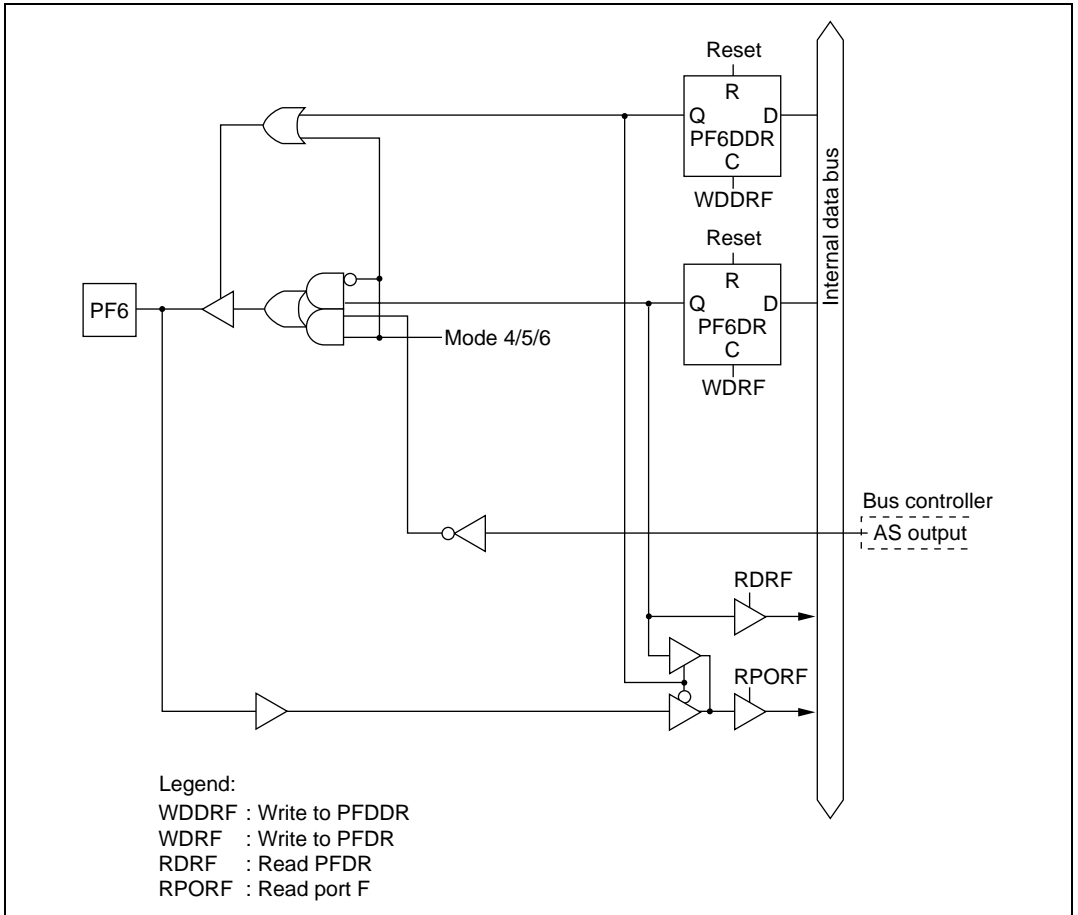 Reset
R
Q
D
PF6DDR
C
WDDRF
Reset
R
Q
D
PF6DR
C
WDRF
Internal data bus
PF6
Mode 4/5/6
Bus controller
AS output
RDRF
RPORF
Legend:
WDDRF : Write to PFDDR
WDRF : Write to PFDR
RDRF : Read PFDR
RPORF : Read port F